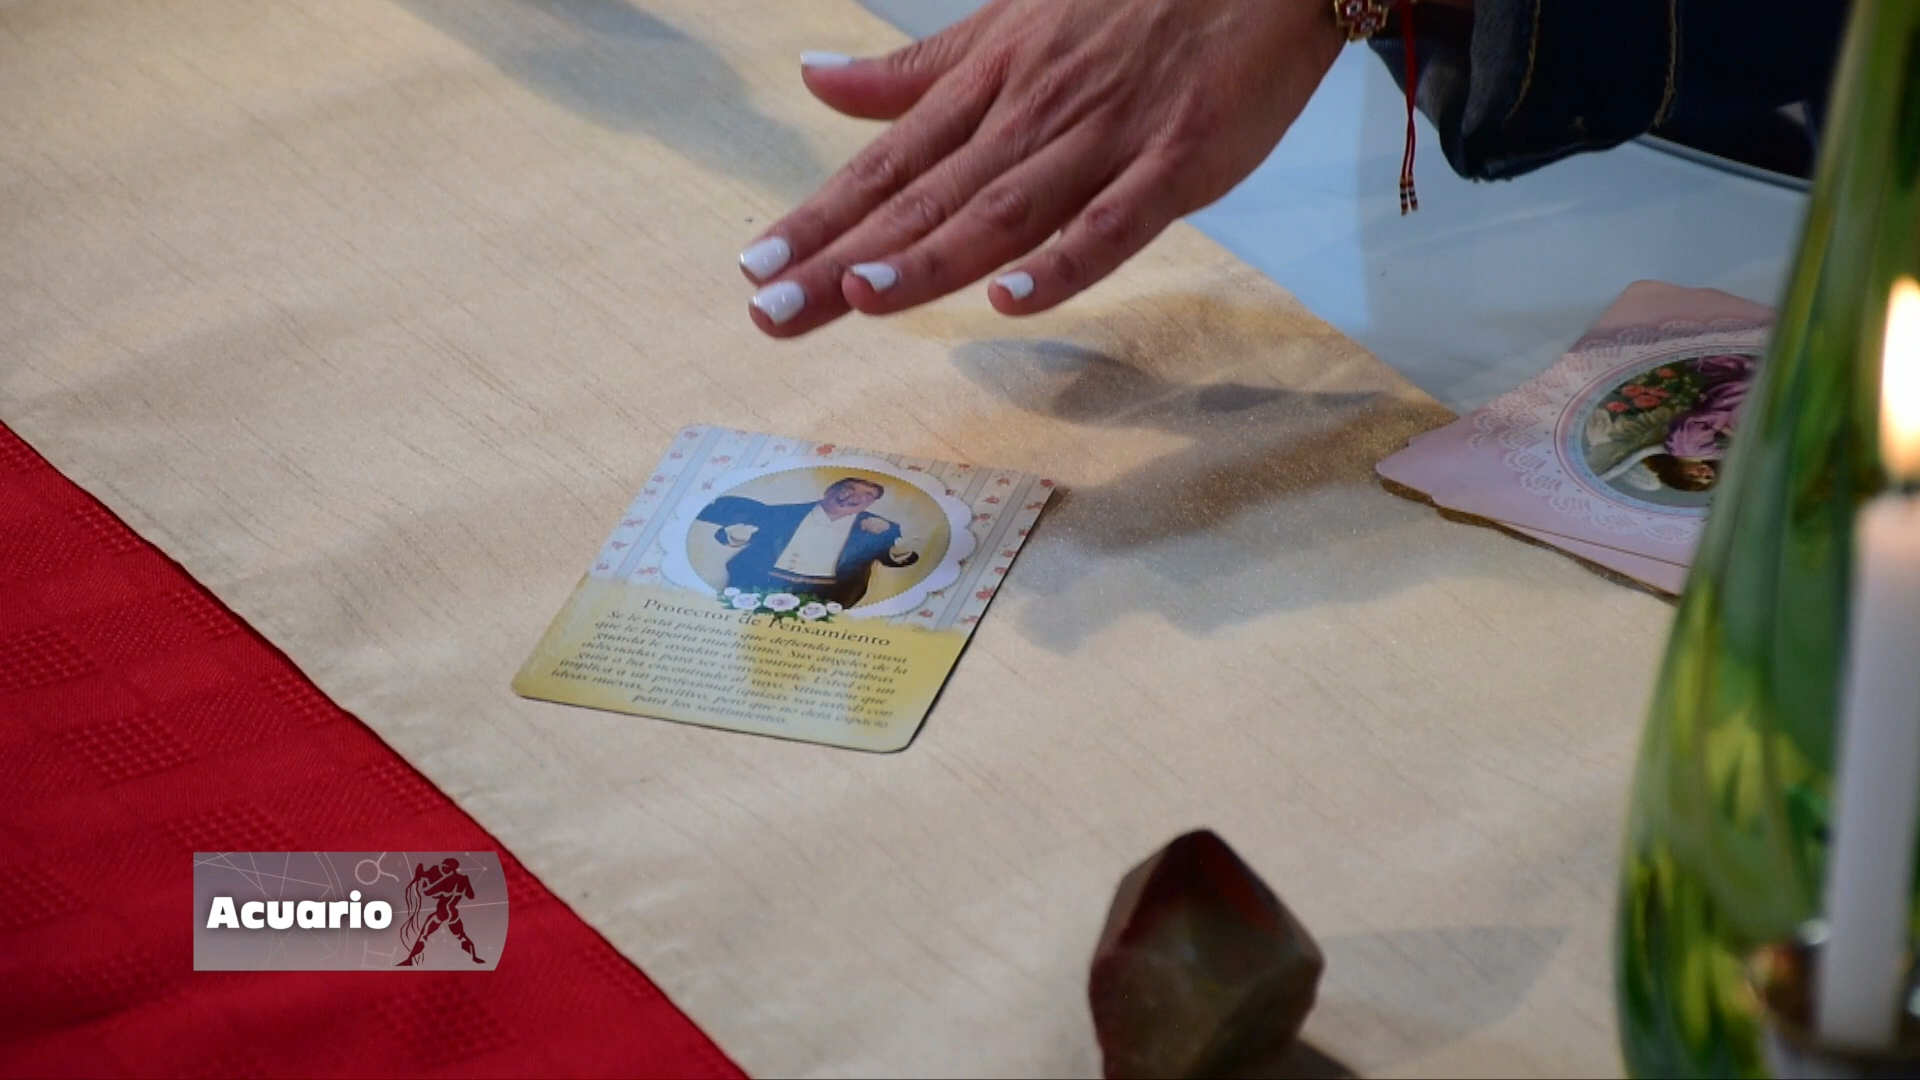 Protector de Pensamiento
Se le está pidiendo que defienda una causa
que le importa muchísimo. Sus ángeles de la
guarda le ayudan a encontrar las palabras
adecuadas para ser convincente. Usted es un
guía o ha encontrado al suyo. Situación que
implica a un profesional (quizás sea usted) con
ideas nuevas, positivo, pero que no deja espacio
para los sentimientos.
Acuario